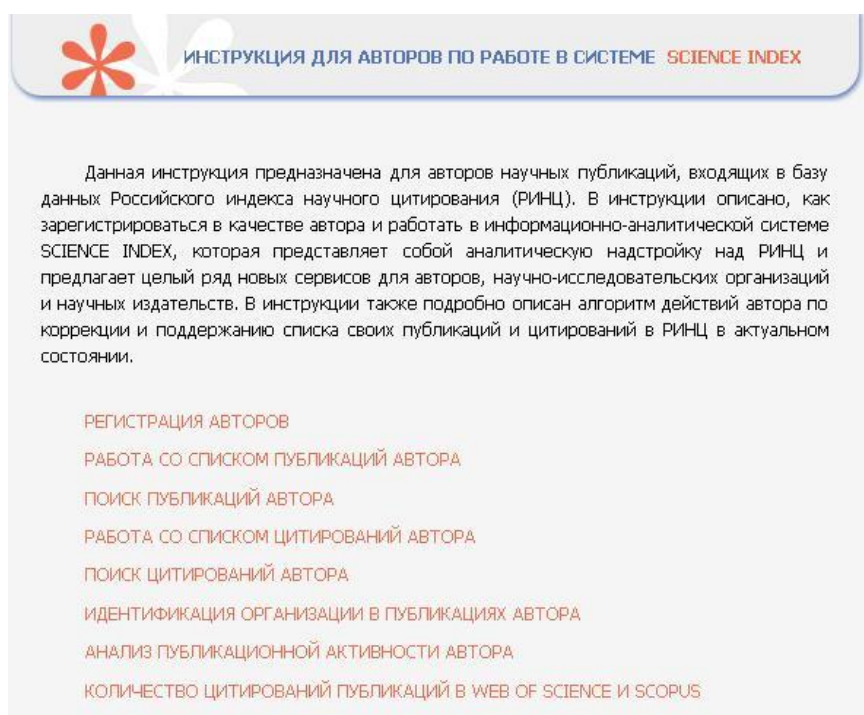 ИНСТРУКЦИЯ ДЛЯ АВТОРОВ ПО РАБОТЕ В СИСТЕМЕ SCIENCE INDEX
Данная инструкция предназначена для авторов научных публикаций, входящих в базу
данных Российского индекса научного цитирования (РИНЦ). В инструкции описано, как
зарегистрироваться в качестве автора и работать в информационно-аналитической системе
SCIENCE INDEX, которая представляет собой аналитическую надстройку над РИНЦ и
предлагает целый ряд новых сервисов для авторов, научно-исследовательских организаций
и научных издательств. В инструкции также подробно описан алгоритм действий автора по
коррекции и поддержанию списка своих публикаций и цитирований в РИНЦ в актуальном
состоянии.
РЕГИСТРАЦИЯ АВТОРОВ
РАБОТА СО СПИСКОМ ПУБЛИКАЦИЙ АВТОРА
ПОИСК ПУБЛИКАЦИЙ АВТОРА
РАБОТА СО СПИСКОМ ЦИТИРОВАНИЙ АВТОРА
ПОИСК ЦИТИРОВАНИЙ АВТОРА
ИДЕНТИФИКАЦИЯ ОРГАНИЗАЦИИ В ПУБЛИКАЦИЯХ АВТОРА
АНАЛИЗ ПУБЛИКАЦИОННОЙ АКТИВНОСТИ АВТОРА
КОЛИЧЕСТВО ЦИТИРОВАНИЙ ПУБЛИКАЦИЙ В WEB OF SCIENCE И SCOPUS